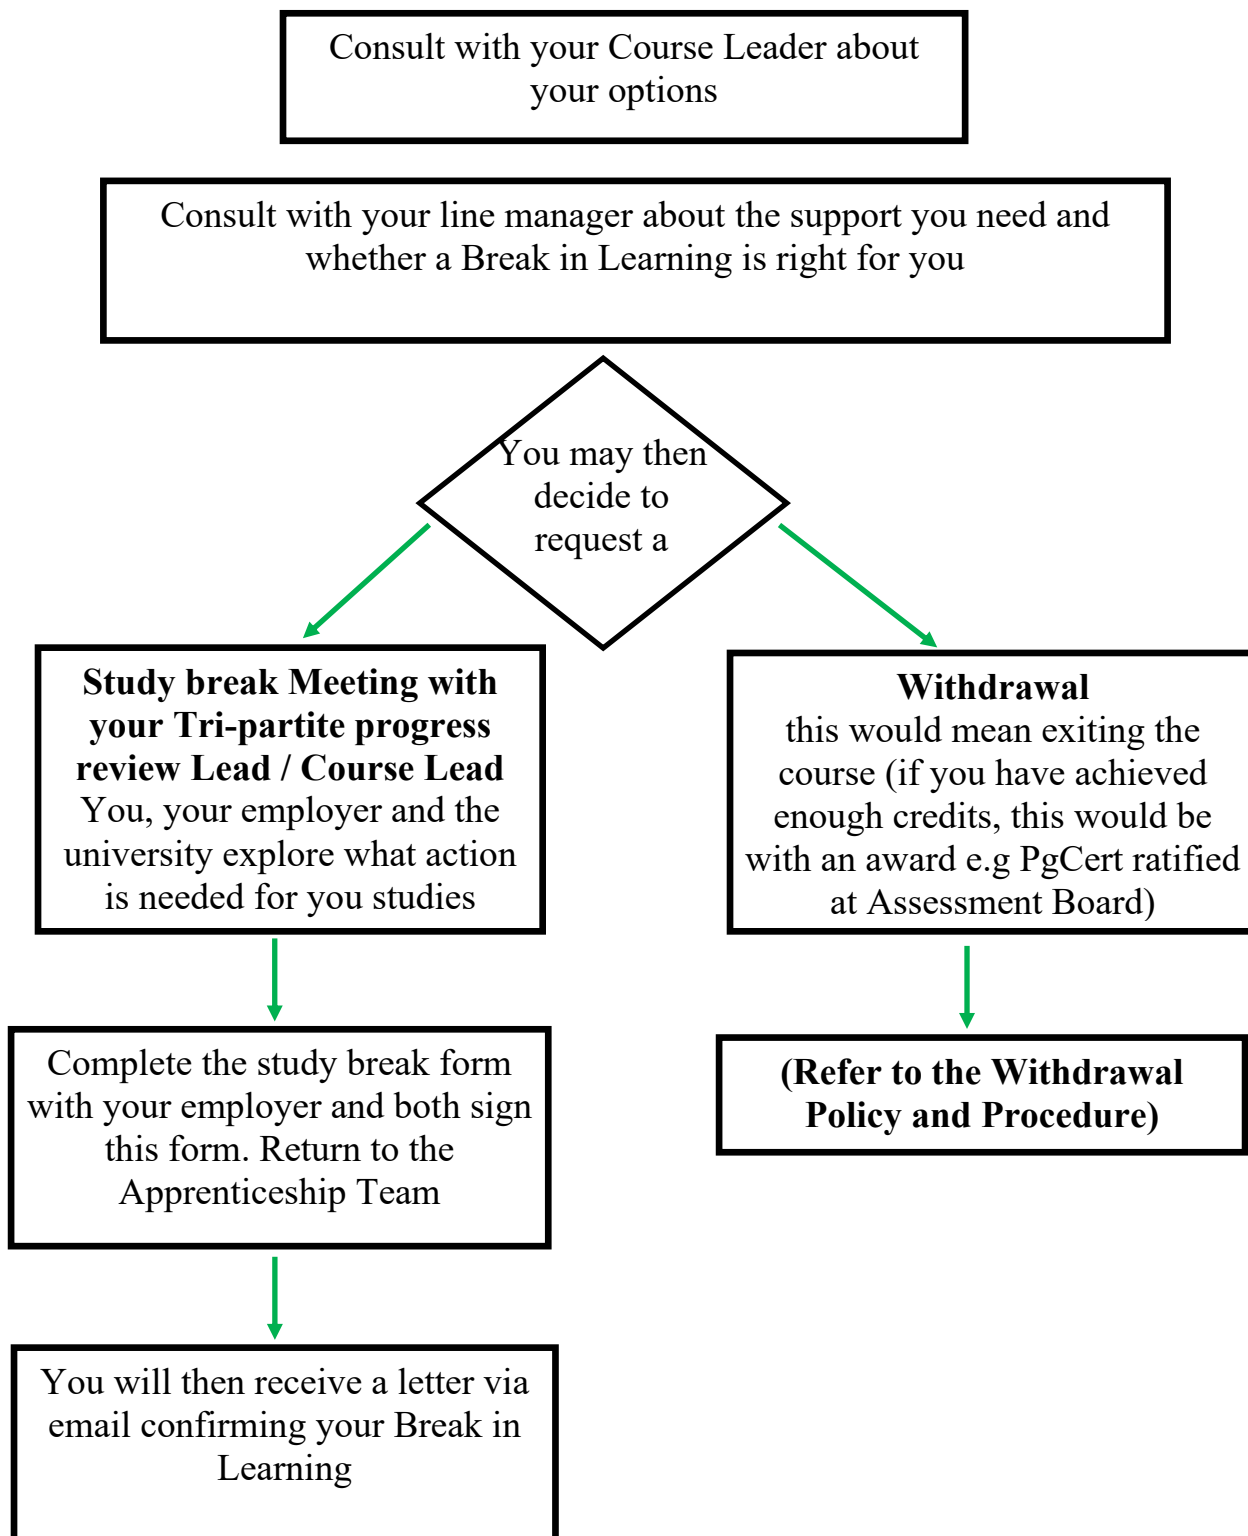 Consult with your Course Leader about
your options
Consult with your line manager about the support you need and
whether a Break in Learning is right for you
You may then
decide to
request a
Study break Meeting with
your Tri-partite progress
review Lead / Course Lead
You, your employer and the
university explore what action
is needed for you studies
Withdrawal
this would mean exiting the
course (if you have achieved
enough credits, this would be
with an award e.g PgCert ratified
at Assessment Board)
Complete the study break form
with your employer and both sign
this form. Return to the
Apprenticeship Team
(Refer to the Withdrawal
Policy and Procedure)
You will then receive a letter via
email confirming your Break in
Learning